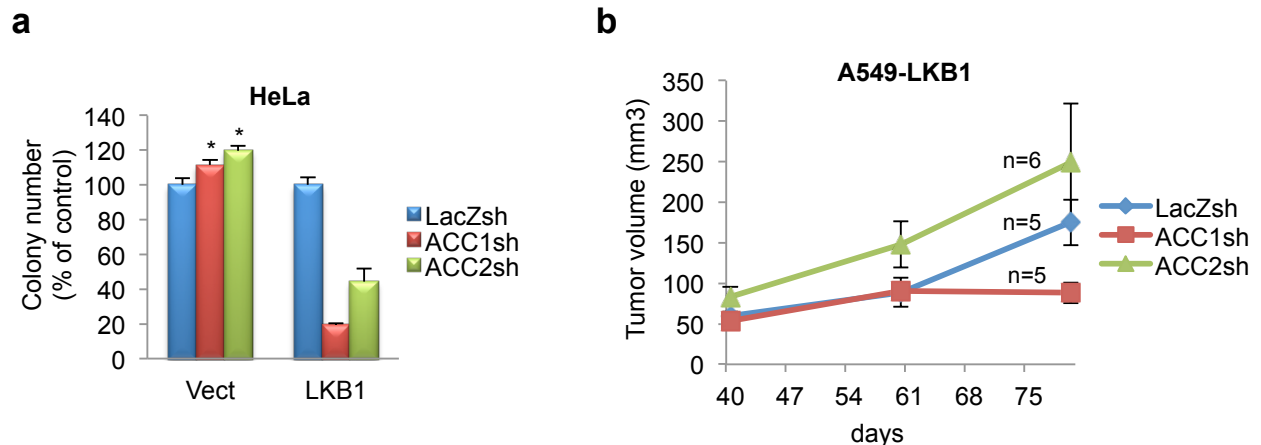 a
HeLa
Colony number
(% of control)
140
120
100
80
60
40
20
0
* *
Vect LKB1
LacZsh
ACC1sh
ACC2sh
b
A549-LKB1
Tumor volume (mm3)
350
300
250
200
150
100
50
0
n=6
n=5
n=5
40 47 54 61 68 75
days
LacZsh
ACC1sh
ACC2sh